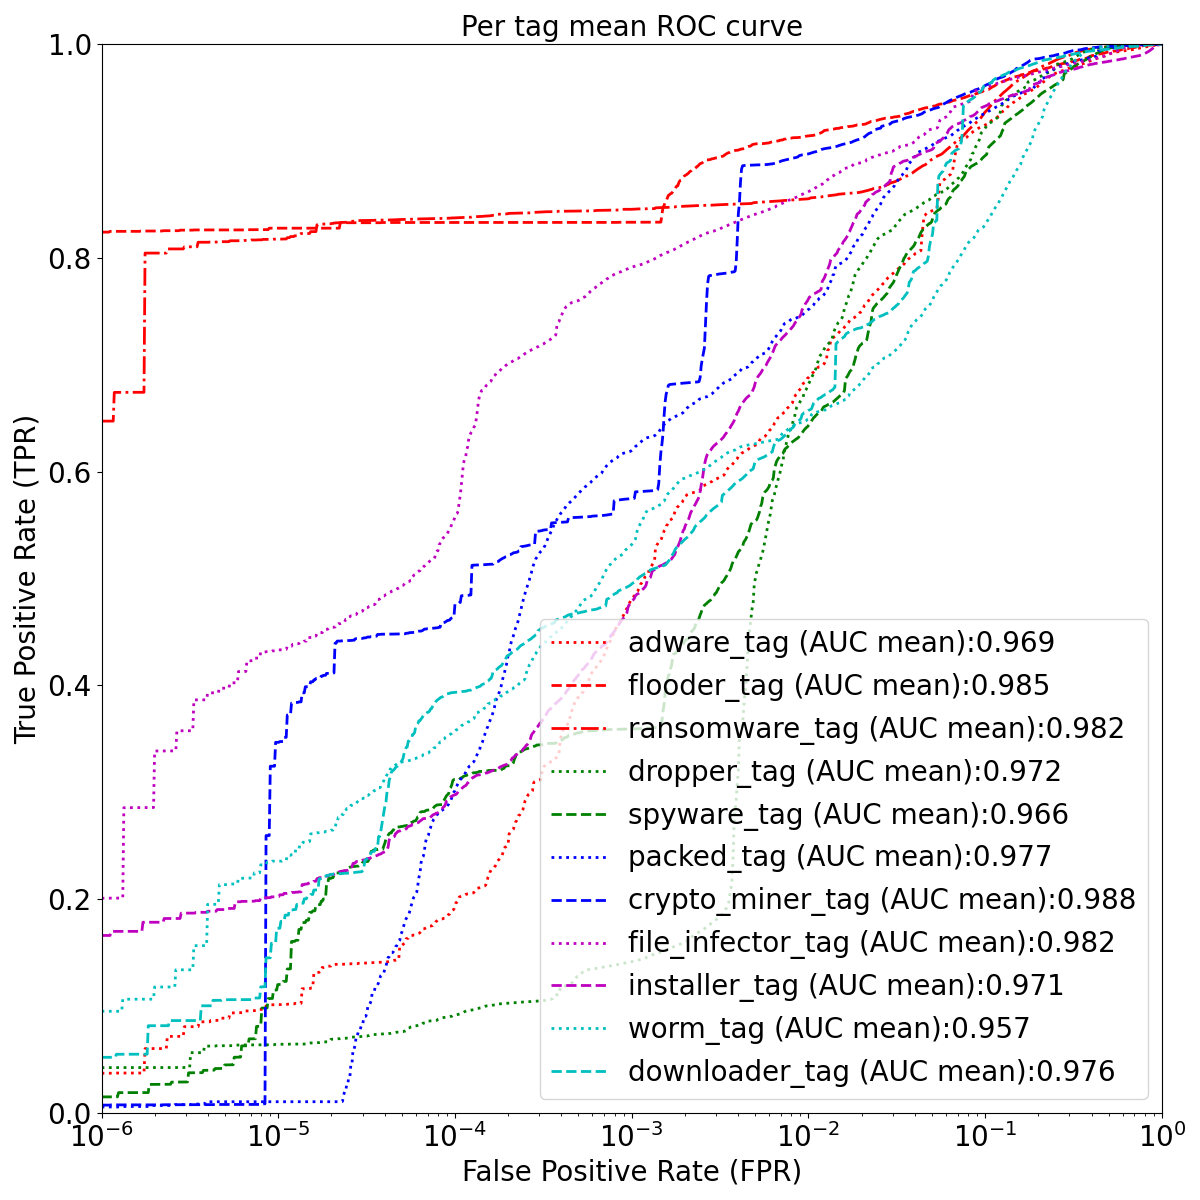 Per tag mean ROC curve
True Positive Rate (TPR)
1.0
0.8
0.6
0.4
0.2
0.0
adware_tag (AUC mean):0.969
flooder_tag (AUC mean):0.985
ransomware_tag (AUC mean):0.982
dropper_tag (AUC mean):0.972
spyware_tag (AUC mean):0.966
packed_tag (AUC mean):0.977
crypto_miner_tag (AUC mean):0.988
file_infector_tag (AUC mean):0.982
installer_tag (AUC mean):0.971
worm_tag (AUC mean):0.957
downloader_tag (AUC mean):0.976
10⁻⁶ 10⁻⁵ 10⁻⁴ 10⁻³ 10⁻² 10⁻¹ 10⁰
False Positive Rate (FPR)